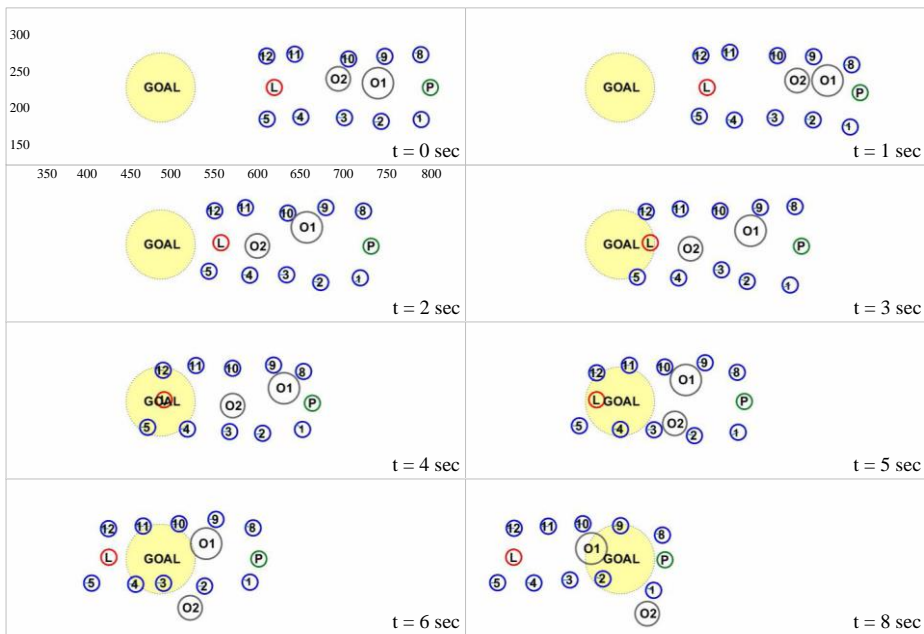 300
250
200
150
12 11 10 9 8
GOAL L O2 O1 P
5 4 3 2 1
t = 0 sec
12 11 10 9 8
GOAL L O2 O1 P
5 4 3 2 1
t = 1 sec
350 400 450 500 550 600 650 700 750 800
12 11 10 9 8
O1
GOAL L O2 P
5 4 3 2 1
t = 2 sec
12 11 10 9 8
O1
GOAL L O2 P
5 4 3 2 1
t = 3 sec
12 11 10 9 8
O1
GOAL L O2 P
5 4 3 2 1
t = 4 sec
12 11 10 9 8
O1
L GOAL P
O2
5 4 3 2 1
t = 5 sec
12 11 10 9 8
O1
L GOAL P
5 4 3 2 1
O2
t = 6 sec
12 11 10 9 8
O1
L GOAL P
5 4 3 2 1
O2
t = 8 sec